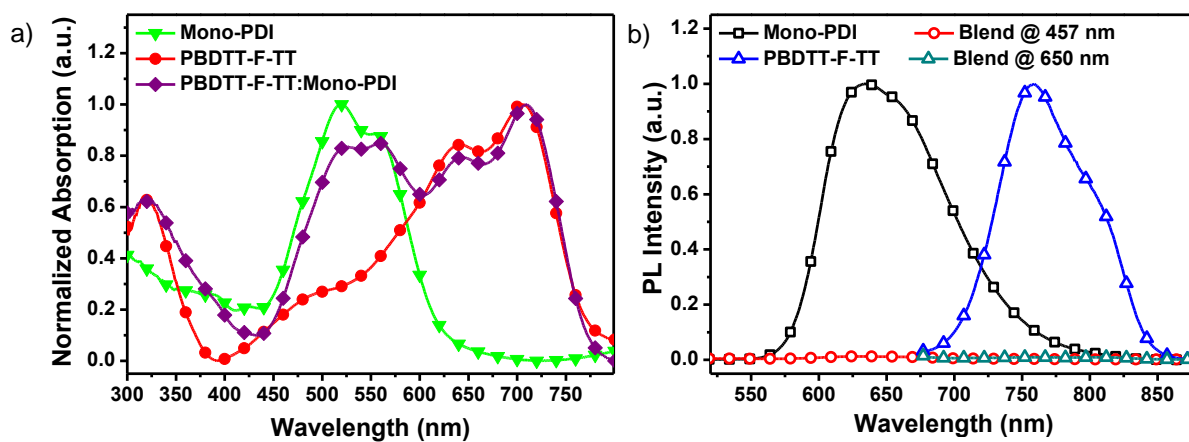 a)
Normalized Absorption (a.u.)
1.2
1.0
0.8
0.6
0.4
0.2
0.0
Mono-PDI
PBDTT-F-TT
PBDTT-F-TT:Mono-PDI
300 350 400 450 500 550 600 650 700 750
Wavelength (nm)
b)
PL Intensity (a.u.)
1.2
1.0
0.8
0.6
0.4
0.2
0.0
Mono-PDI Blend @ 457 nm
PBDTT-F-TT Blend @ 650 nm
550 600 650 700 750 800 850
Wavelength (nm)